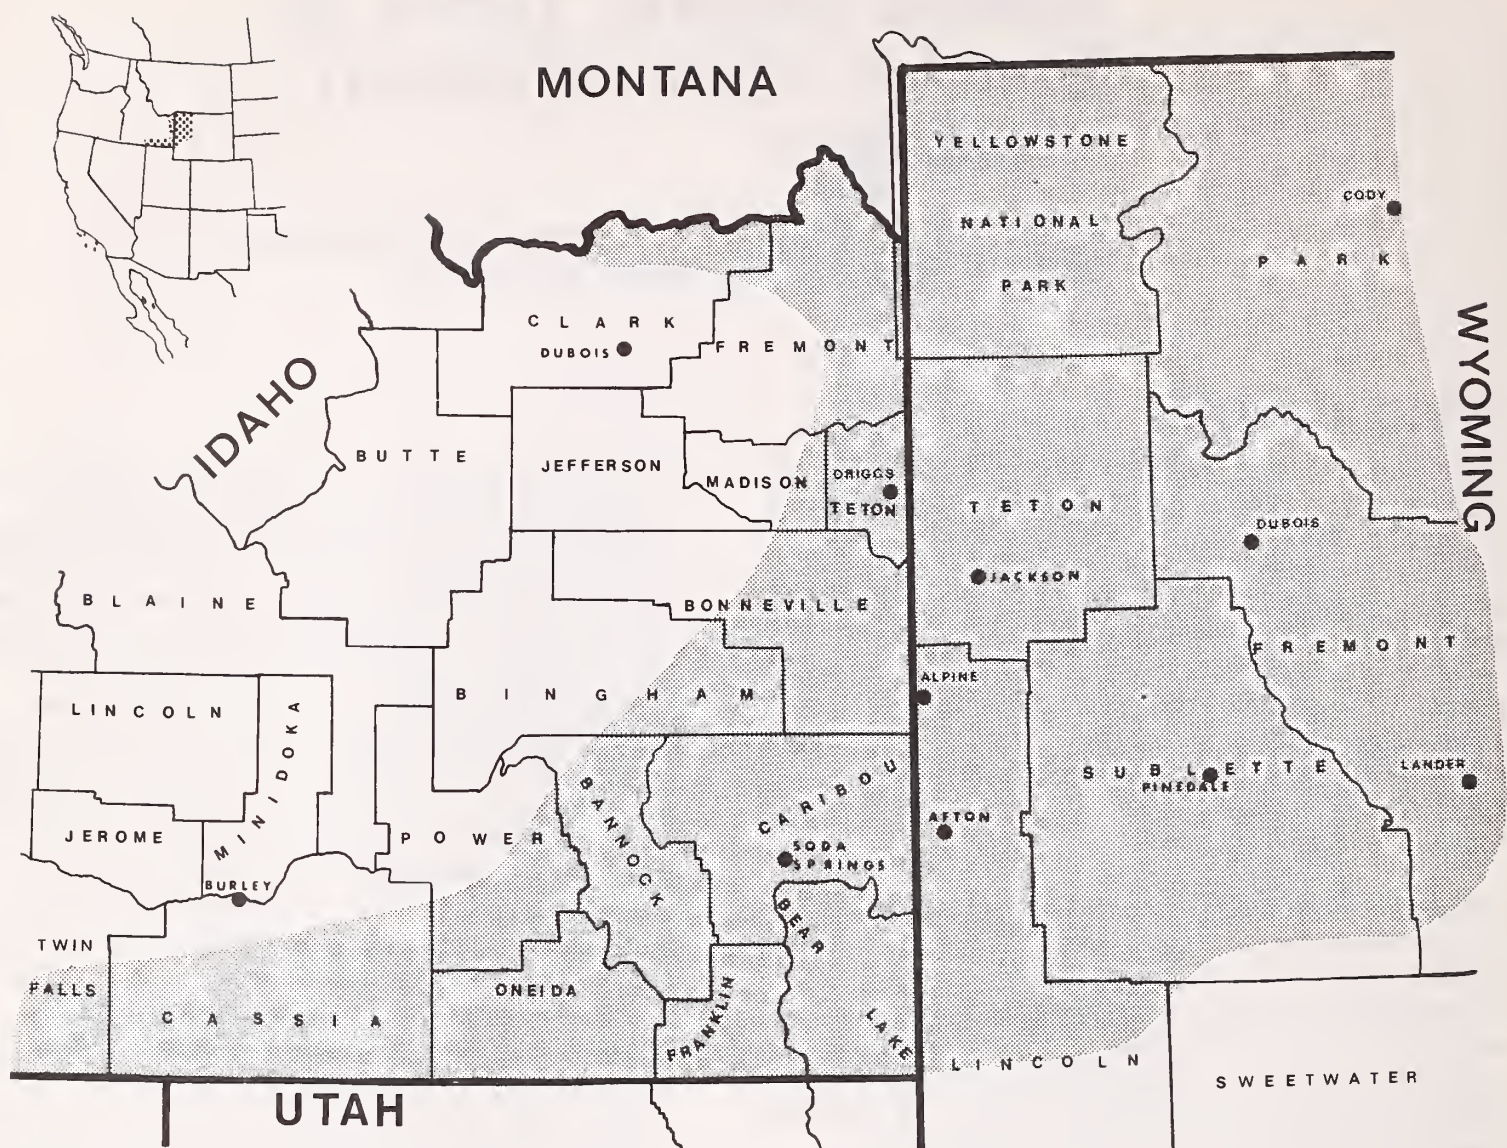 MONTANA
YELLOWSTONE
NATIONAL
PARK
CODY
PARK
WYOMING
IDAHO
CLARK
DUBOIS
FREMONT
BUTTE
JEFFERSON
MADISON
DRIGGS
TETON
TETON
JACKSON
DUBOIS
BLAINE
BONNEVILLE
FREMONT
BINGHAM
ALPINE
LINCOLN
MINIDOKA
SUBLETTE
PINEDALE
LANDER
JEROME
POWER
BANNOCK
CARIBOU
SODA
SPRINGS
AFTON
BURLEY
TWIN
FALLS
CASSIA
ONEIDA
FRANKLIN
BEAR
LAKE
LINCOLN
SWEETWATER
UTAH